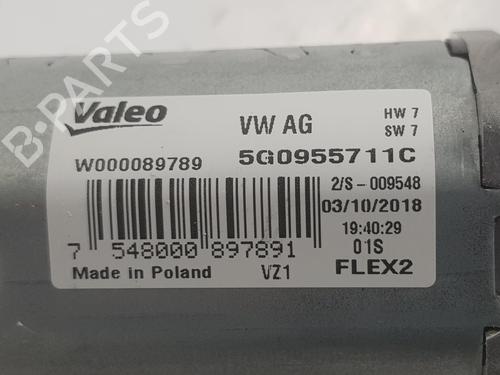 Valeo
VW AG
HW 7
SW 7
W000089789
5G0955711C
2/S-009548
03/10/2018
19:40:29
7 548000 897891
01S
Made in Poland
VZ1
FLEX2
B-PARTS